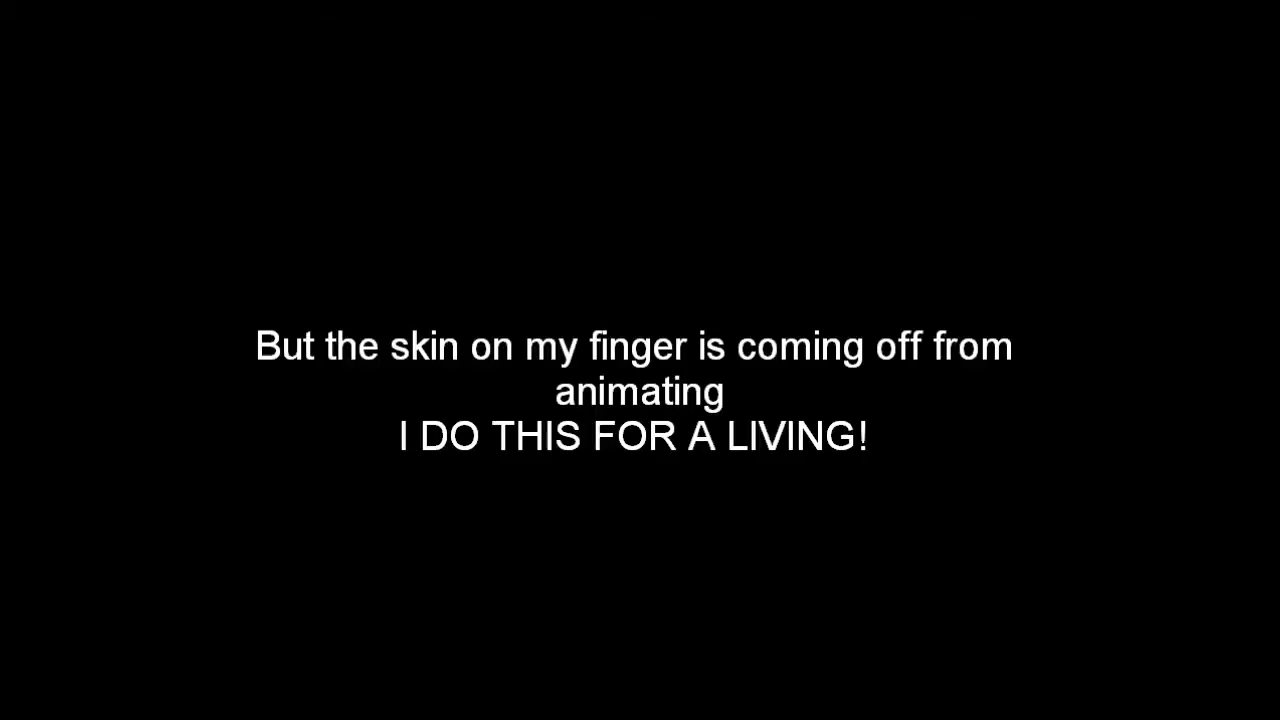 But the skin on my finger is coming off from
animating
I DO THIS FOR A LIVING!